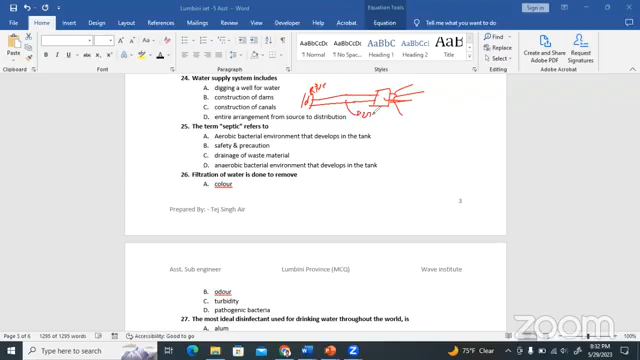 Lumbini set -5 Asst - Word
Equation Tools
Sign in
File Home Insert Draw Design Layout References Mailings Review View Help Acrobat Equation Tell me what you want to do
Paste
Clipboard
Font
Paragraph
AaBbCcDc AaBbCcDc AaBbC AaBbCcD AaB
¶ Normal ¶ No Spac... Heading 1 Heading 2 Title
Styles
Find
Replace
Select
Editing
Create and Share Adobe PDF
Request Signatures
Adobe Acrobat
24. Water supply system includes
A. digging a well for water
B. construction of dams
C. construction of canals
D. entire arrangement from source to distribution
25. The term "septic" refers to
A. Aerobic bacterial environment that develops in the tank
B. safety & precaution
C. drainage of waste material
D. anaerobic bacterial environment that develops in the tank
26. Filtration of water is done to remove
A. colour
Prepared By: - Tej Singh Air
3
Asst. Sub engineer Lumbini Province (MCQ) Wave institute
B. odour
C. turbidity
D. pathogenic bacteria
27. The most ideal disinfectant used for drinking water throughout the world, is
A. alum
zoom
Page 5 of 6 1295 of 1295 words Accessibility: Good to go
Type here to search
75°F Clear
8:32 PM
5/29/2023